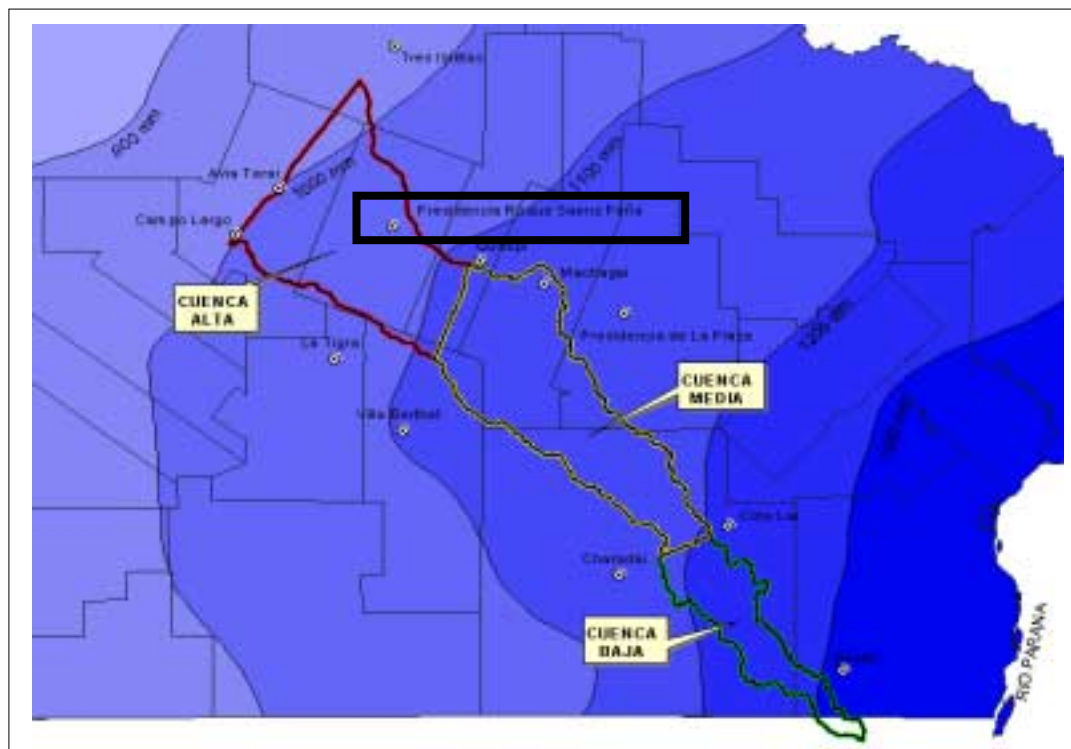 Tres Isletas
900 mm
Avia Terai
1000 mm
1100 mm
Campo Largo
Presidencia Roque Saenz Peña
Quitilipi
Machagai
CUENCA
ALTA
Presidencia de La Plaza
1200 mm
La Tigra
CUENCA
MEDIA
Villa Berthet
Cote Lai
Charadai
CUENCA
BAJA
RIO PARANA